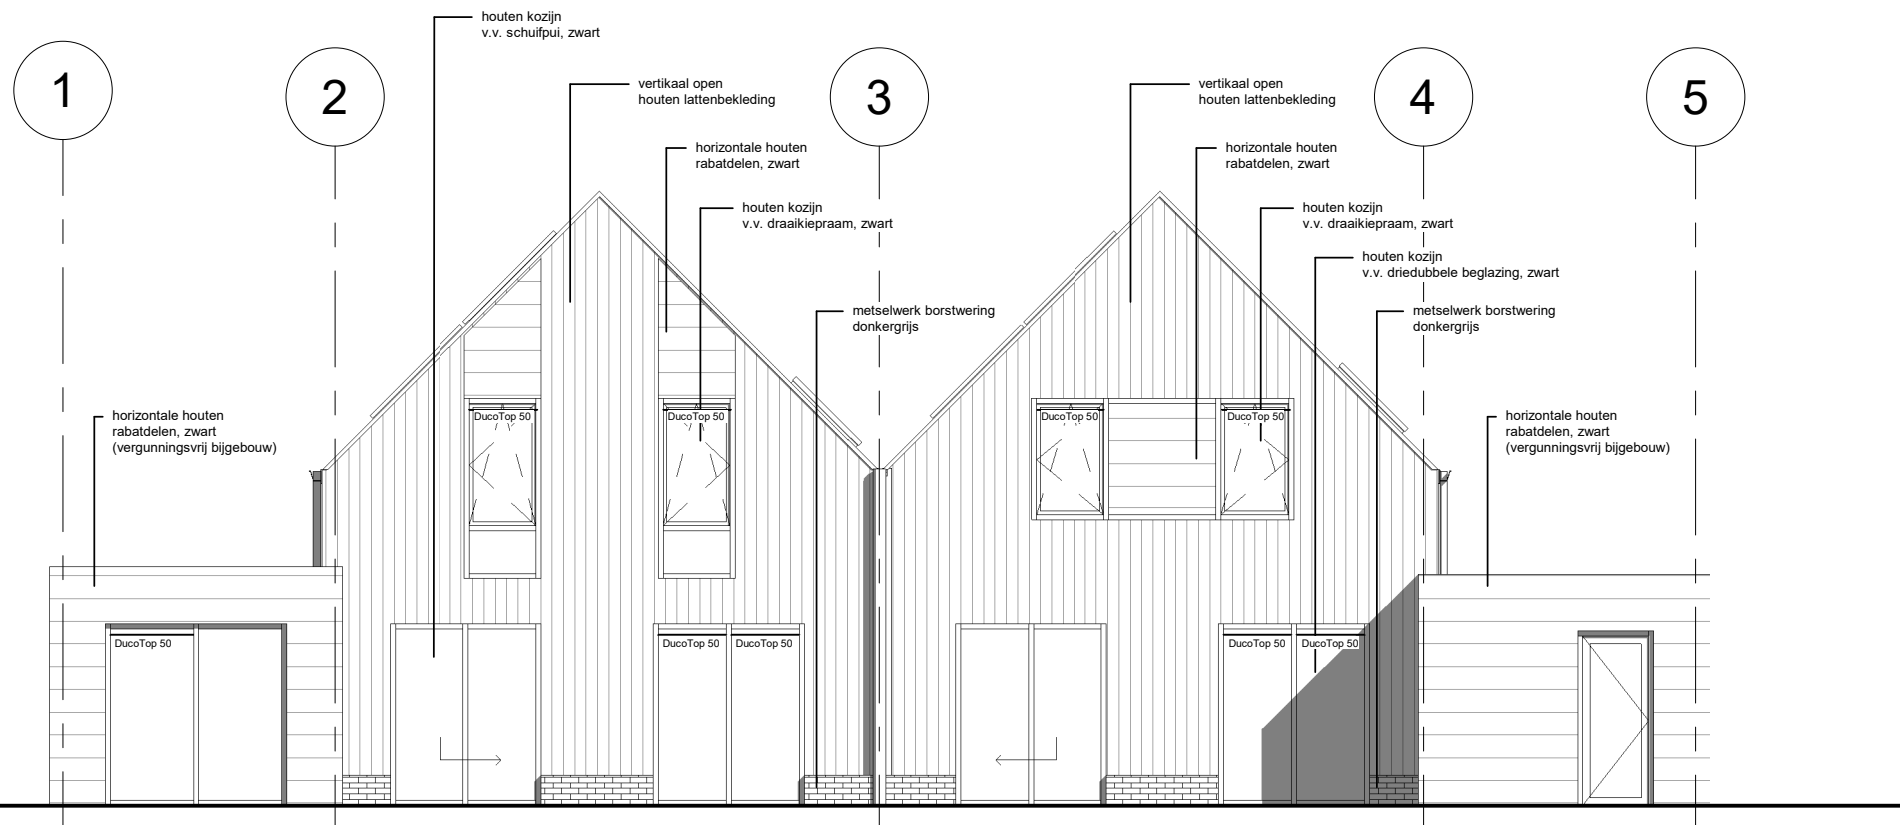 houten kozijn
v.v. schuifpui, zwart
1
2
3
4
5
vertikaal open
houten lattenbekleding
vertikaal open
houten lattenbekleding
horizontale houten
rabatdelen, zwart
horizontale houten
rabatdelen, zwart
houten kozijn
v.v. draaikiepraam, zwart
houten kozijn
v.v. draaikiepraam, zwart
houten kozijn
v.v. driedubbele beglazing, zwart
metselwerk borstwering
donkergrijs
metselwerk borstwering
donkergrijs
horizontale houten
rabatdelen, zwart
(vergunningsvrij bijgebouw)
horizontale houten
rabatdelen, zwart
(vergunningsvrij bijgebouw)
DucoTop 50
DucoTop 50
DucoTop 50
DucoTop 50
DucoTop 50
DucoTop 50
DucoTop 50
DucoTop 50
DucoTop 50